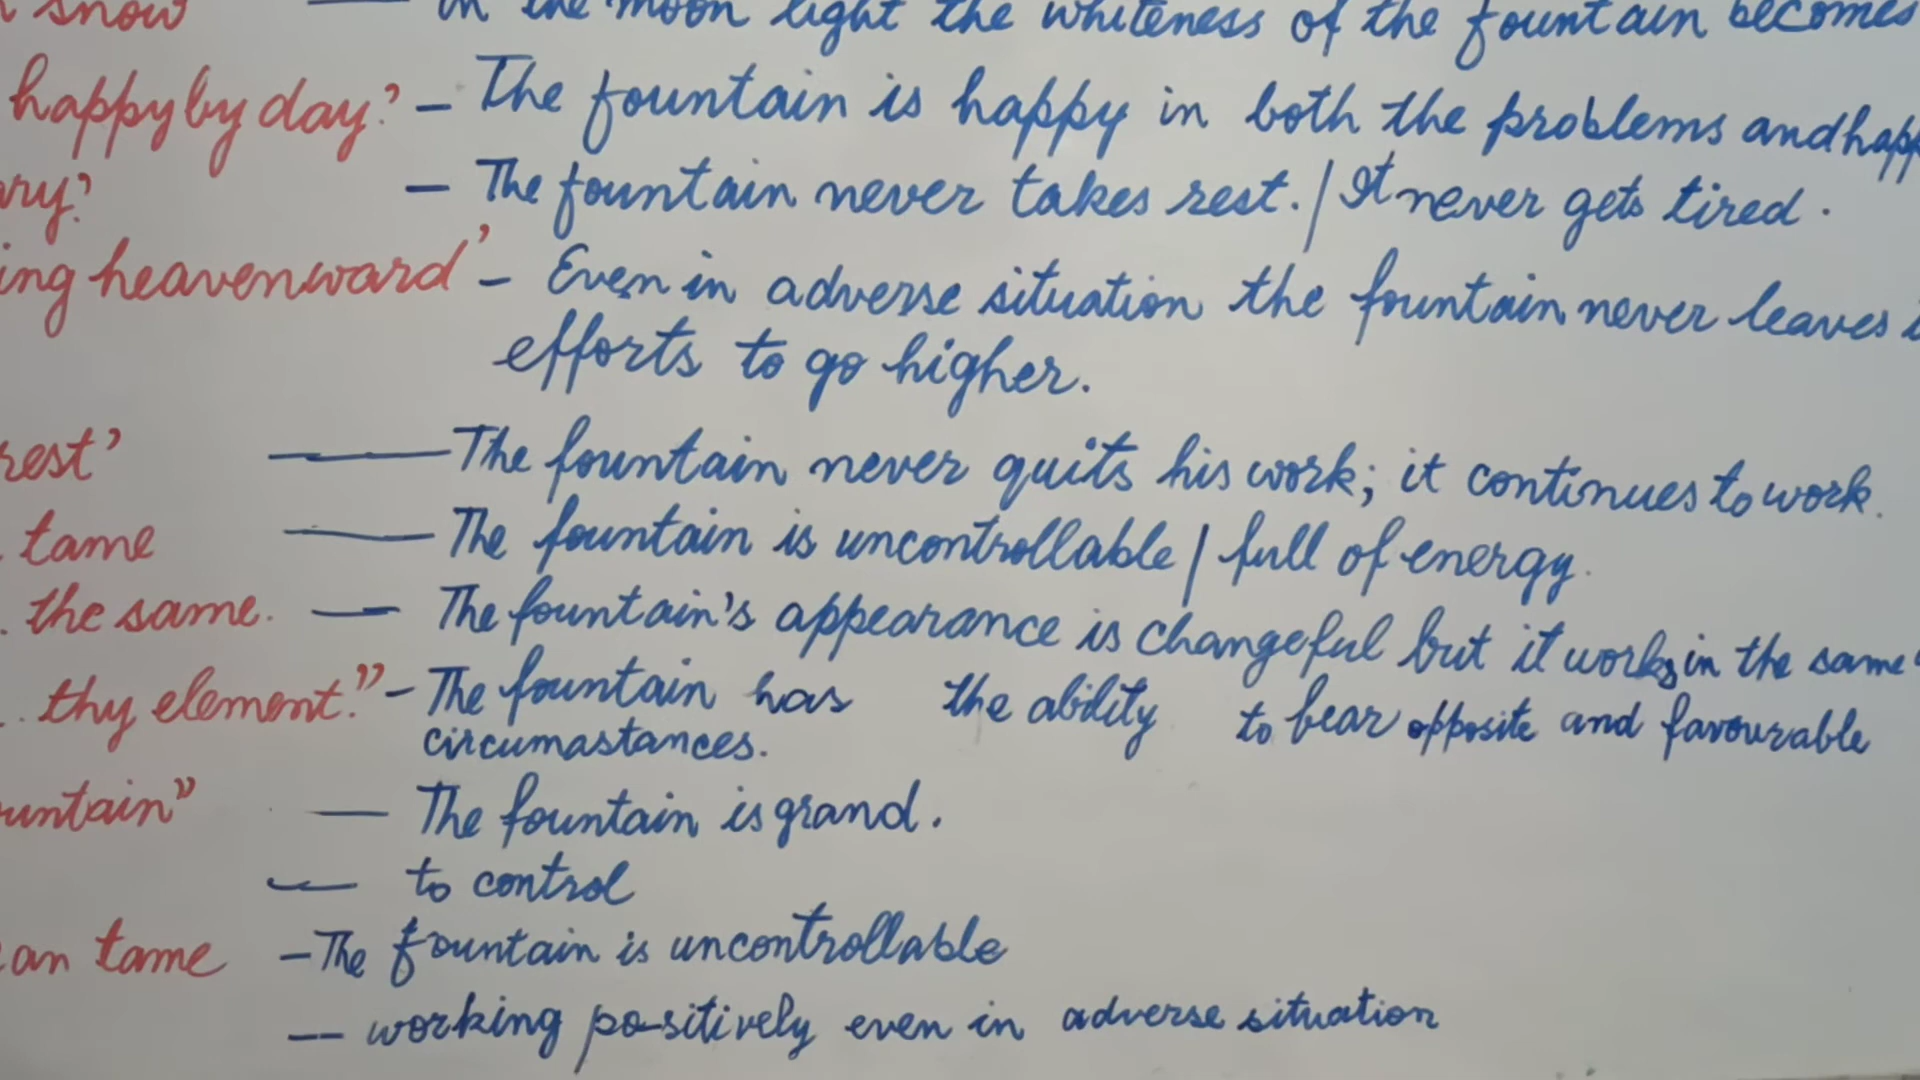 snow — in the moon light the whiteness of the fountain becomes
happy by day?' – The fountain is happy in both the problems and happ
ary?' – The fountain never takes rest. / It never gets tired.
ing heavenward' – Even in adverse situation the fountain never leaves i
efforts to go higher.
rest' — The fountain never quits his work; it continues to work.
tame — The fountain is uncontrollable / full of energy.
. the same. — The fountain's appearance is changeful but it works in the same
.. thy element." – The fountain has the ability to bear opposite and favourable
circumastances.
untain" — The fountain is grand.
— to control
an tame – The fountain is uncontrollable
-- working positively even in adverse situation